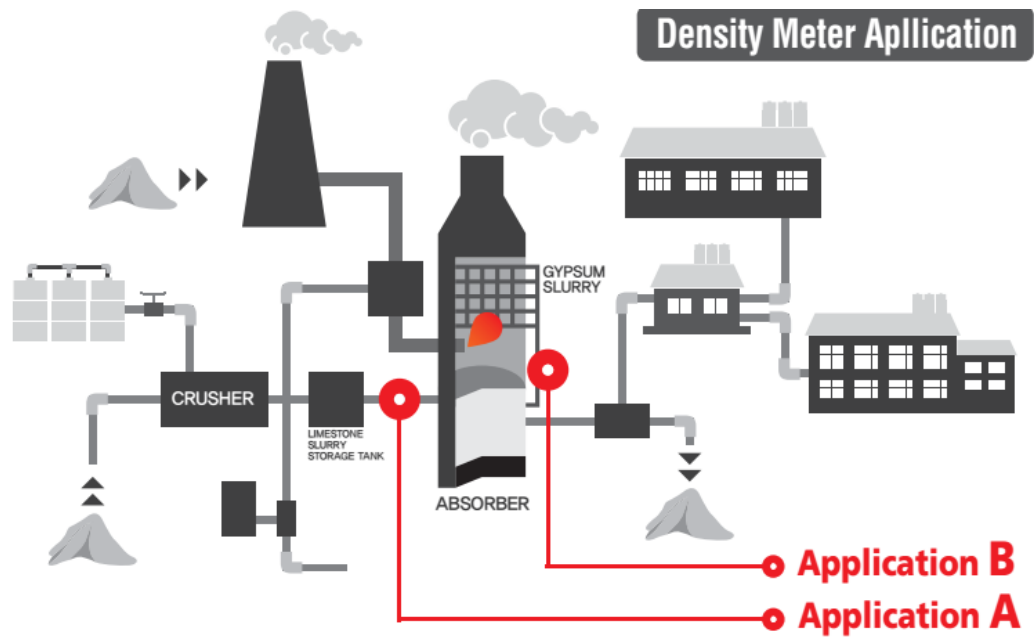 Density Meter Apllication
GYPSUM
SLURRY
CRUSHER
LIMESTONE
SLURRY
STORAGE TANK
ABSORBER
Application B
Application A